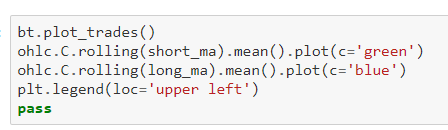 bt.plot_trades()
ohlc.C.rolling(short_ma).mean().plot(c='green')
ohlc.C.rolling(long_ma).mean().plot(c='blue')
plt.legend(loc='upper left')
pass